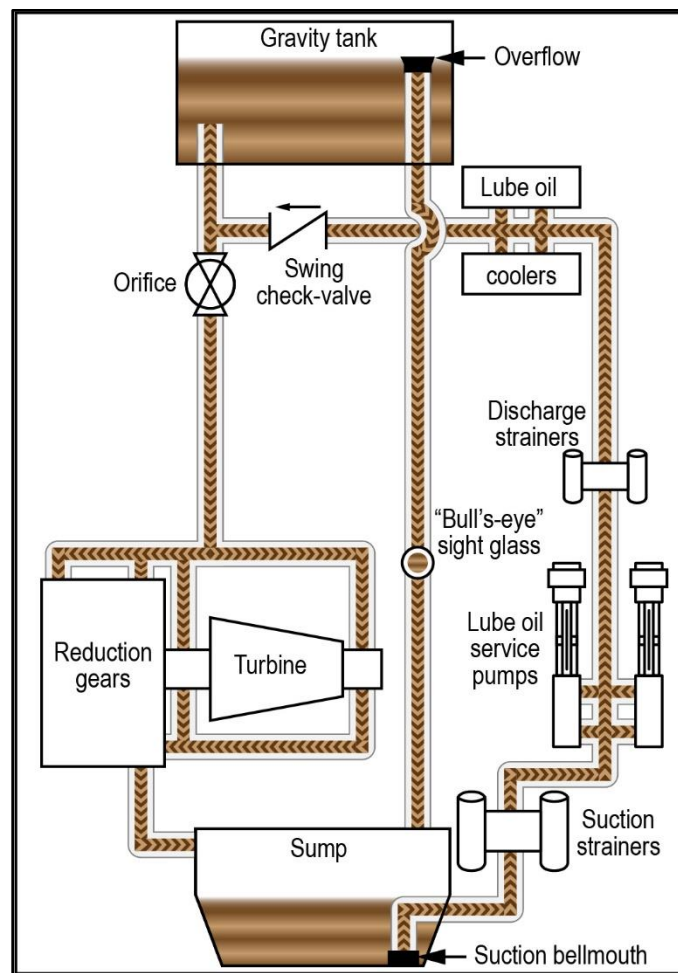 Gravity tank
Overflow
Lube oil
coolers
Swing
check-valve
Orifice
Discharge
strainers
“Bull's-eye”
sight glass
Lube oil
service
pumps
Reduction
gears
Turbine
Suction
strainers
Sump
Suction bellmouth